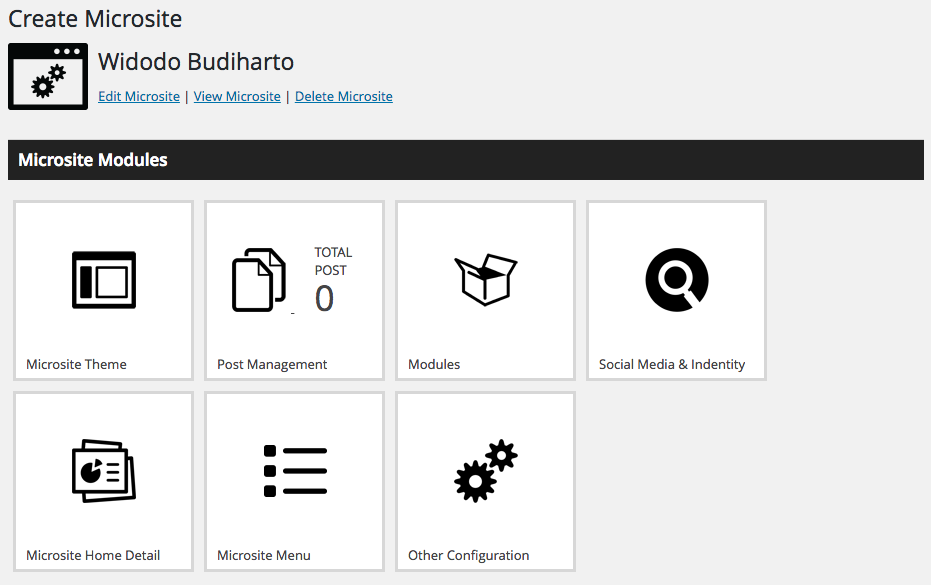 Create Microsite
Widodo Budiharto
Edit Microsite | View Microsite | Delete Microsite
Microsite Modules
TOTAL
POST
0
Microsite Theme
Post Management
Modules
Social Media & Indentity
Microsite Home Detail
Microsite Menu
Other Configuration